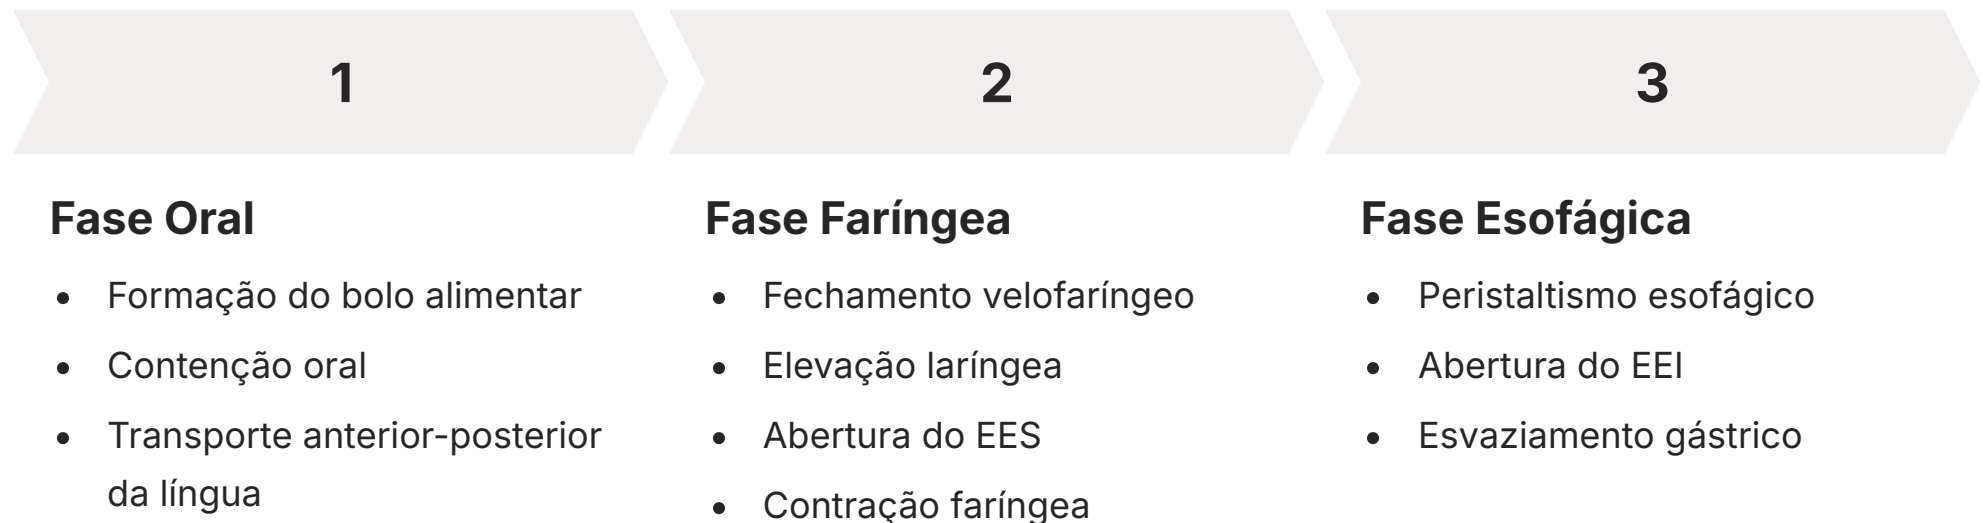 1
2
3
Fase Oral
• Formação do bolo alimentar
• Contenção oral
• Transporte anterior-posterior
da língua
Fase Faríngea
• Fechamento velofaríngeo
• Elevação laríngea
• Abertura do EES
• Contração faríngea
Fase Esofágica
• Peristaltismo esofágico
• Abertura do EEI
• Esvaziamento gástrico